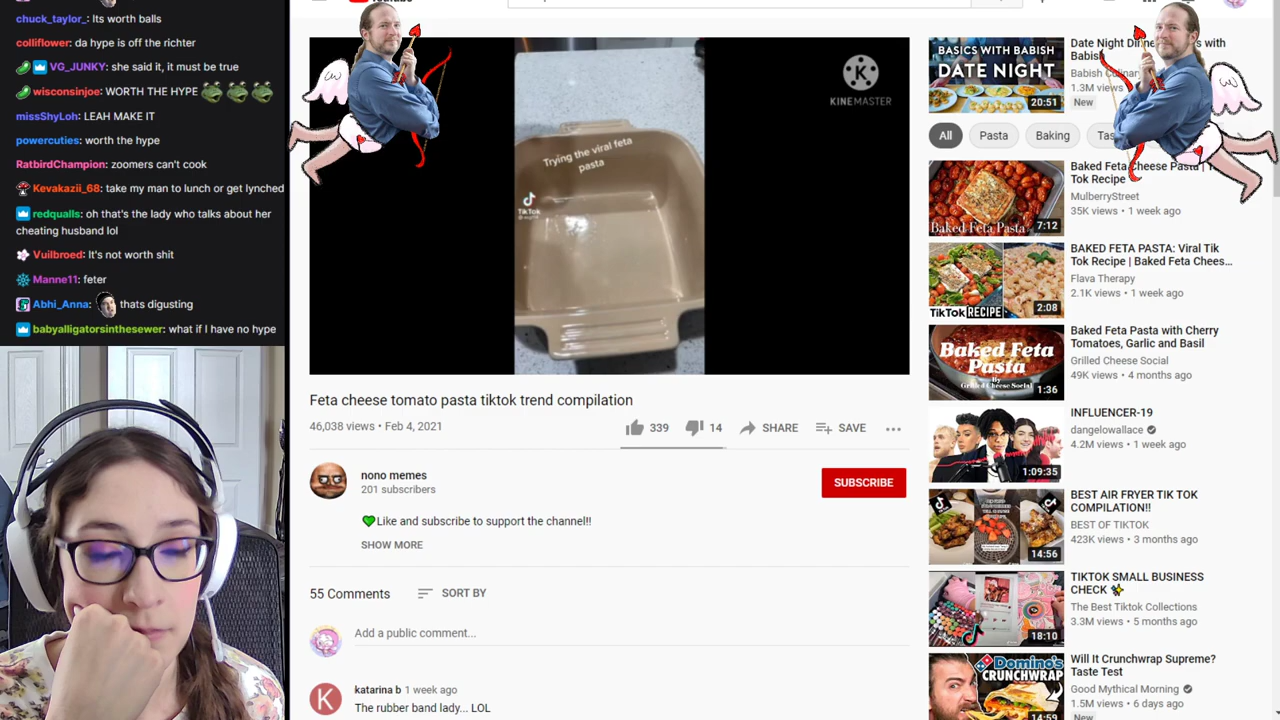 chuck_taylor_: Its worth balls
colliflower: da hype is off the richter
VG_JUNKY: she said it, it must be true
wisconsinjoe: WORTH THE HYPE
missShyLoh: LEAH MAKE IT
powercuties: worth the hype
RatbirdChampion: zoomers can't cook
Kevakazii_68: take my man to lunch or get lynched
redqualls: oh that's the lady who talks about her
cheating husband lol
Vuilbroed: It's not worth shit
Manne11: feter
Abhi_Anna: thats digusting
babyalligatorsinthesewer: what if I have no hype
K
KINEMASTER
Trying the viral feta
pasta
TikTok
Feta cheese tomato pasta tiktok trend compilation
46,038 views • Feb 4, 2021
339
14
SHARE
SAVE
nono memes
201 subscribers
SUBSCRIBE
💚Like and subscribe to support the channel!!
SHOW MORE
55 Comments
SORT BY
Add a public comment...
K
katarina b 1 week ago
The rubber band lady... LOL
BASICS WITH BABISH
DATE NIGHT
20:51
Date Night
with
Babish
Babish
1.3M views
New
All
Pasta
Baking
Baked Feta Cheese Pasta |
Tok Recipe
MulberryStreet
35K views • 1 week ago
Baked Feta Pasta
7:12
BAKED FETA PASTA: Viral Tik
Tok Recipe | Baked Feta Chees...
Flava Therapy
2.1K views • 1 week ago
TikTok RECIPE
2:08
Baked Feta Pasta with Cherry
Tomatoes, Garlic and Basil
Grilled Cheese Social
49K views • 4 months ago
Baked Feta
Pasta
By
Grilled Cheese Social
1:36
INFLUENCER-19
dangelowallace
4.2M views • 1 week ago
1:09:35
BEST AIR FRYER TIK TOK
COMPILATION!!
BEST OF TIKTOK
423K views • 3 months ago
14:56
TIKTOK SMALL BUSINESS
CHECK ✨
The Best Tiktok Collections
3.3M views • 5 months ago
18:10
Will It Crunchwrap Supreme?
Taste Test
Good Mythical Morning
1.5M views • 6 days ago
New
Domino's
CRUNCHWRAP
14:59